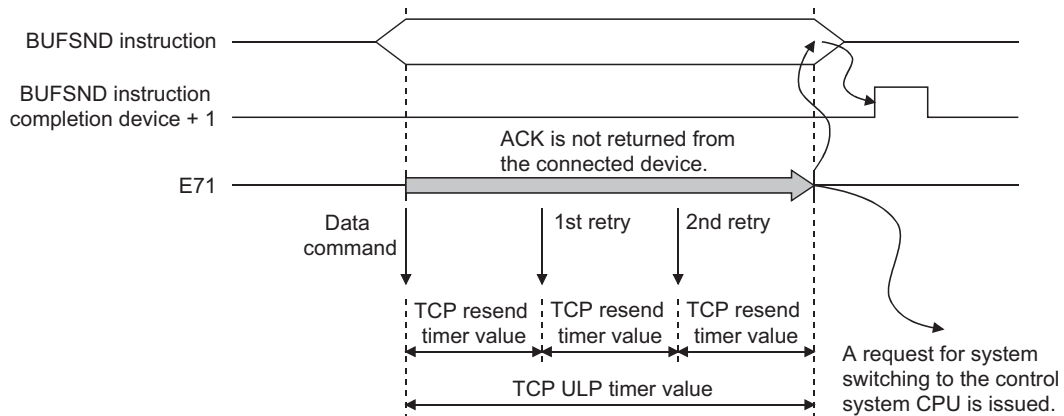 BUFSND instruction
BUFSND instruction
completion device + 1
ACK is not returned from
the connected device.
E71
Data
command
1st retry
2nd retry
TCP resend
timer value
TCP resend
timer value
TCP resend
timer value
TCP ULP timer value
A request for system
switching to the control
system CPU is issued.